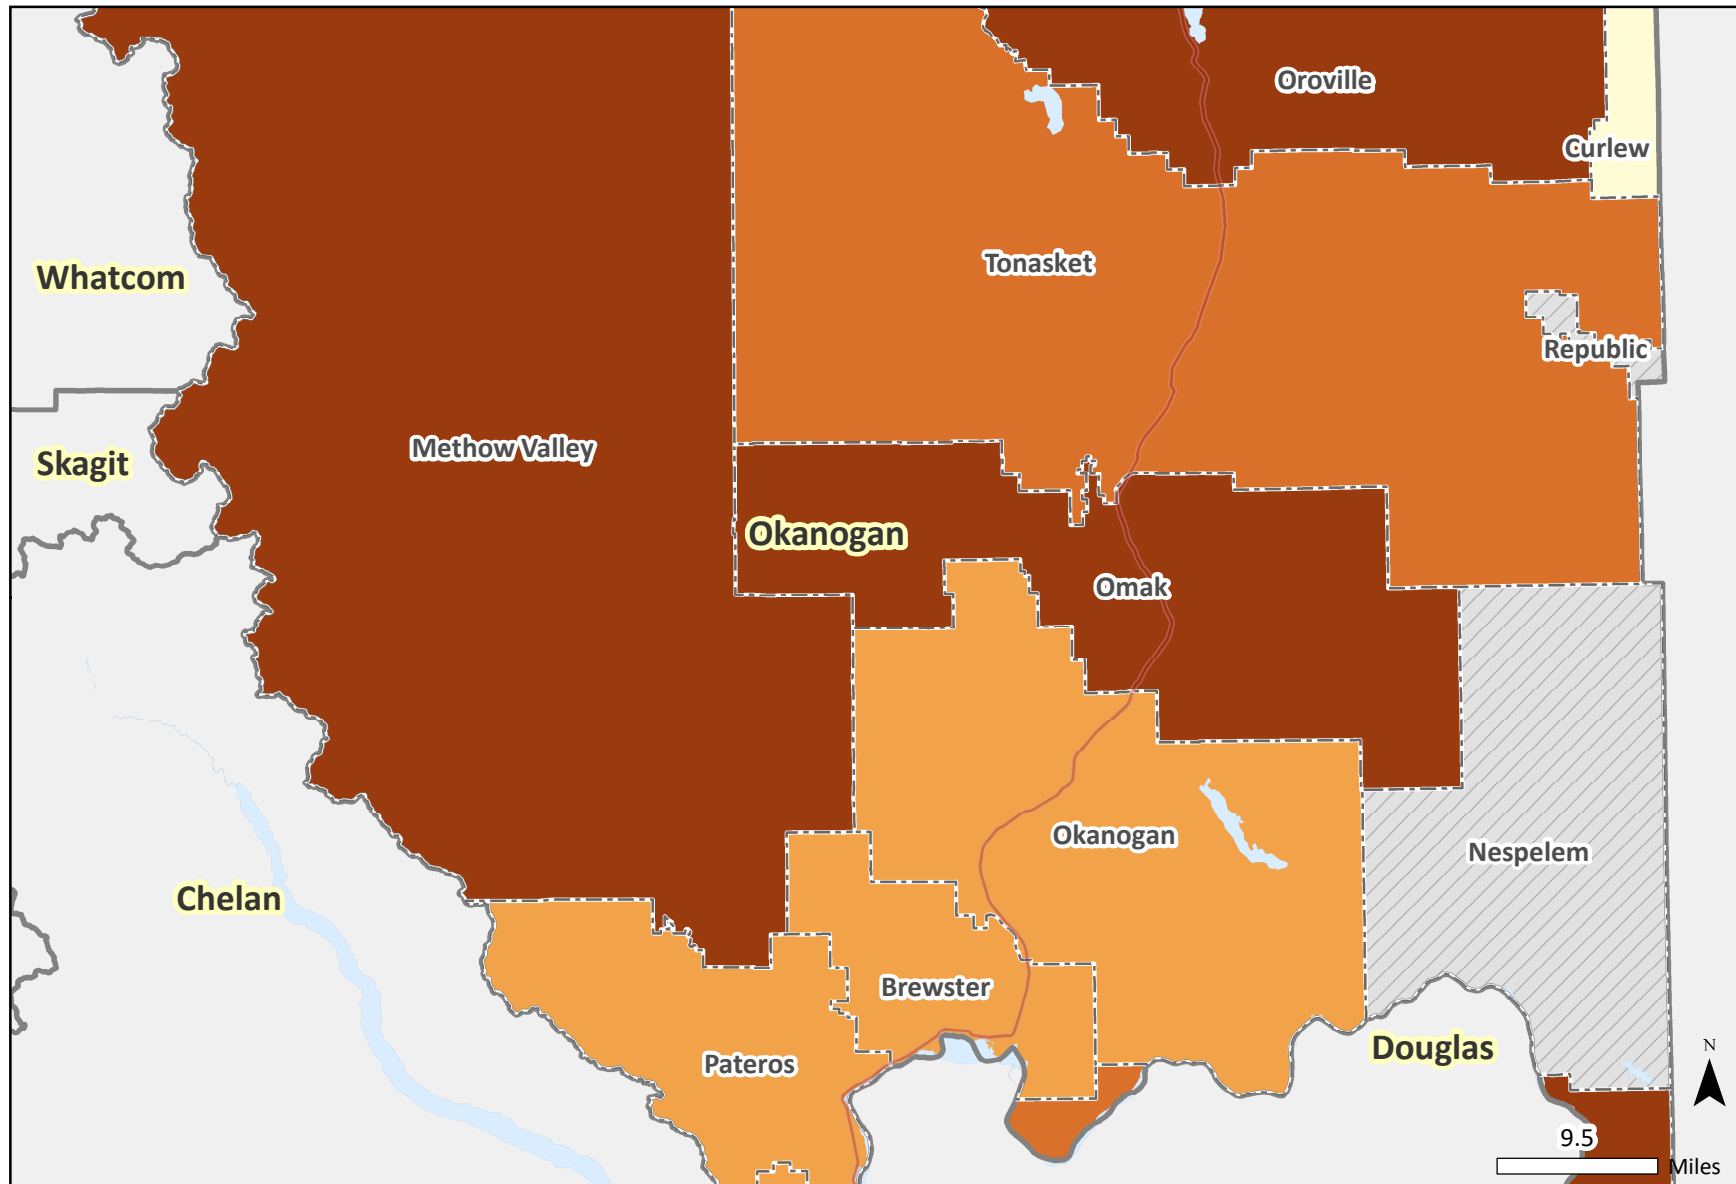 Oroville
Curlew
Whatcom
Tonasket
Republic
Skagit
Methow Valley
Okanogan
Omak
Okanogan
Nespelem
Chelan
Brewster
Pateros
Douglas
N
9.5
Miles